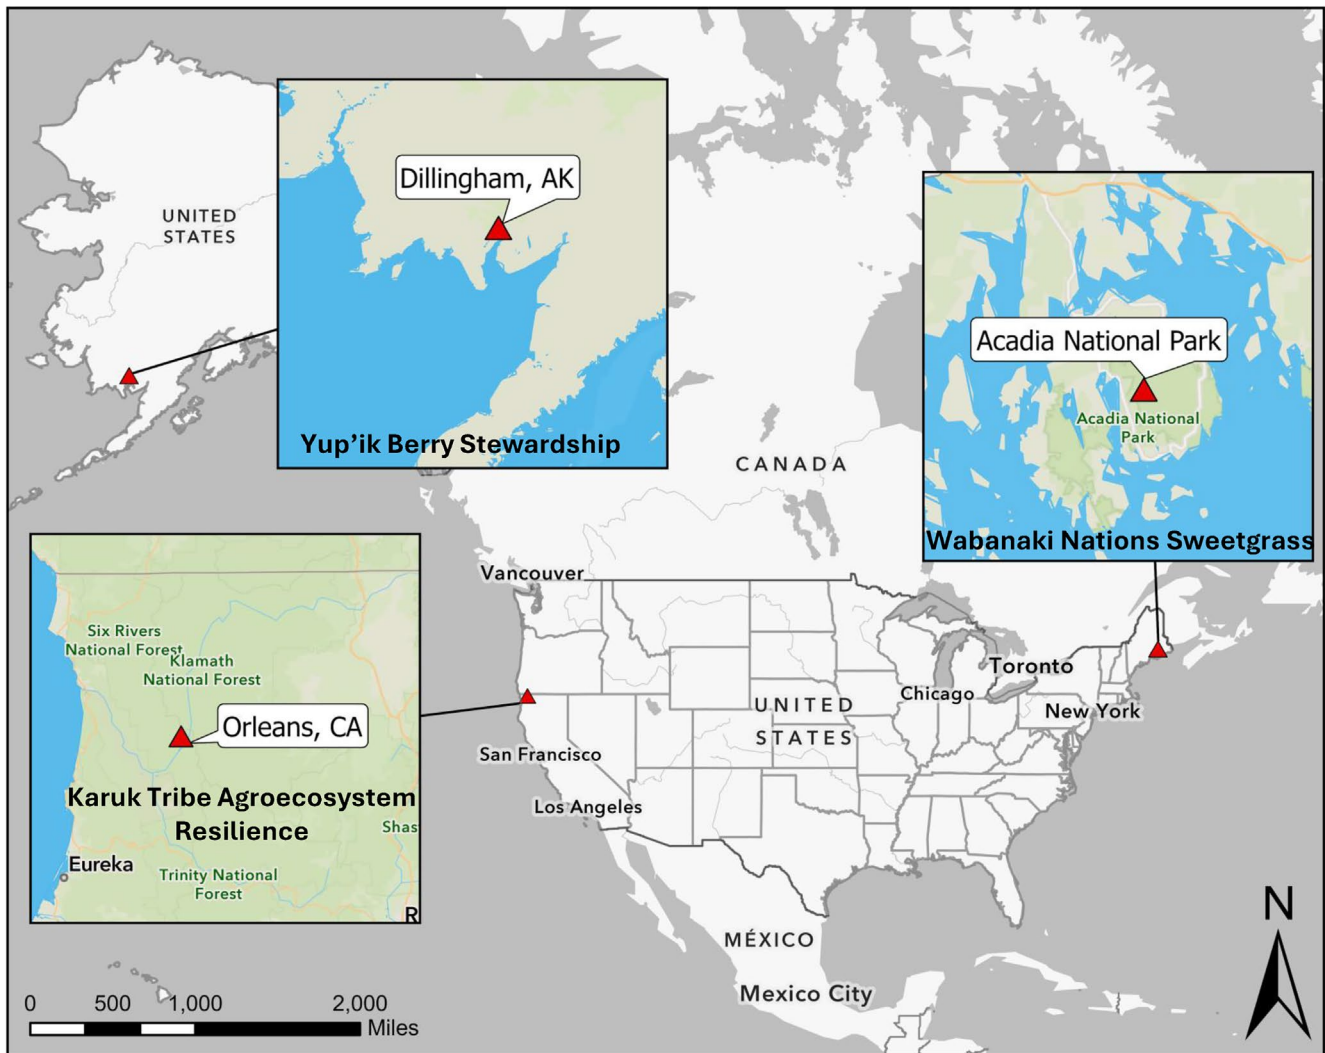 UNITED
STATES
Dillingham, AK
Yup’ik Berry Stewardship
Acadia National Park
Acadia National
Park
Wabanaki Nations Sweetgrass
CANADA
Vancouver
Toronto
Chicago
New York
UNITED
STATES
San Francisco
Los Angeles
Six Rivers
National Forest
Klamath
National Forest
Orleans, CA
Karuk Tribe Agroecosystem
Resilience
Shas
Eureka
Trinity National
Forest
R
MÉXICO
Mexico City
N
0 500 1,000 2,000
Miles